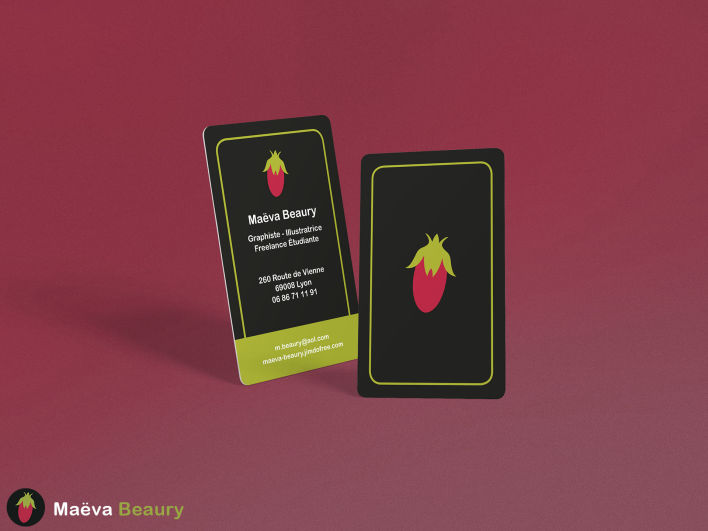 Maëva Beaury
Graphiste - Illustratrice
Freelance Étudiante
260 Route de Vienne
69008 Lyon
06 86 71 11 91
m.beaury@aol.com
maeva-beaury.jimdofree.com
Maëva Beaury